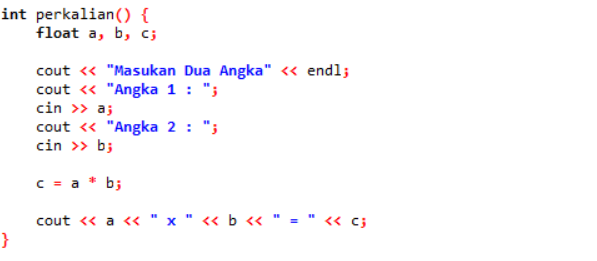 int perkalian() {
float a, b, c;
cout << "Masukan Dua Angka" << endl;
cout << "Angka 1 : ";
cin >> a;
cout << "Angka 2 : ";
cin >> b;
c = a * b;
cout << a << " x " << b << " = " << c;
}